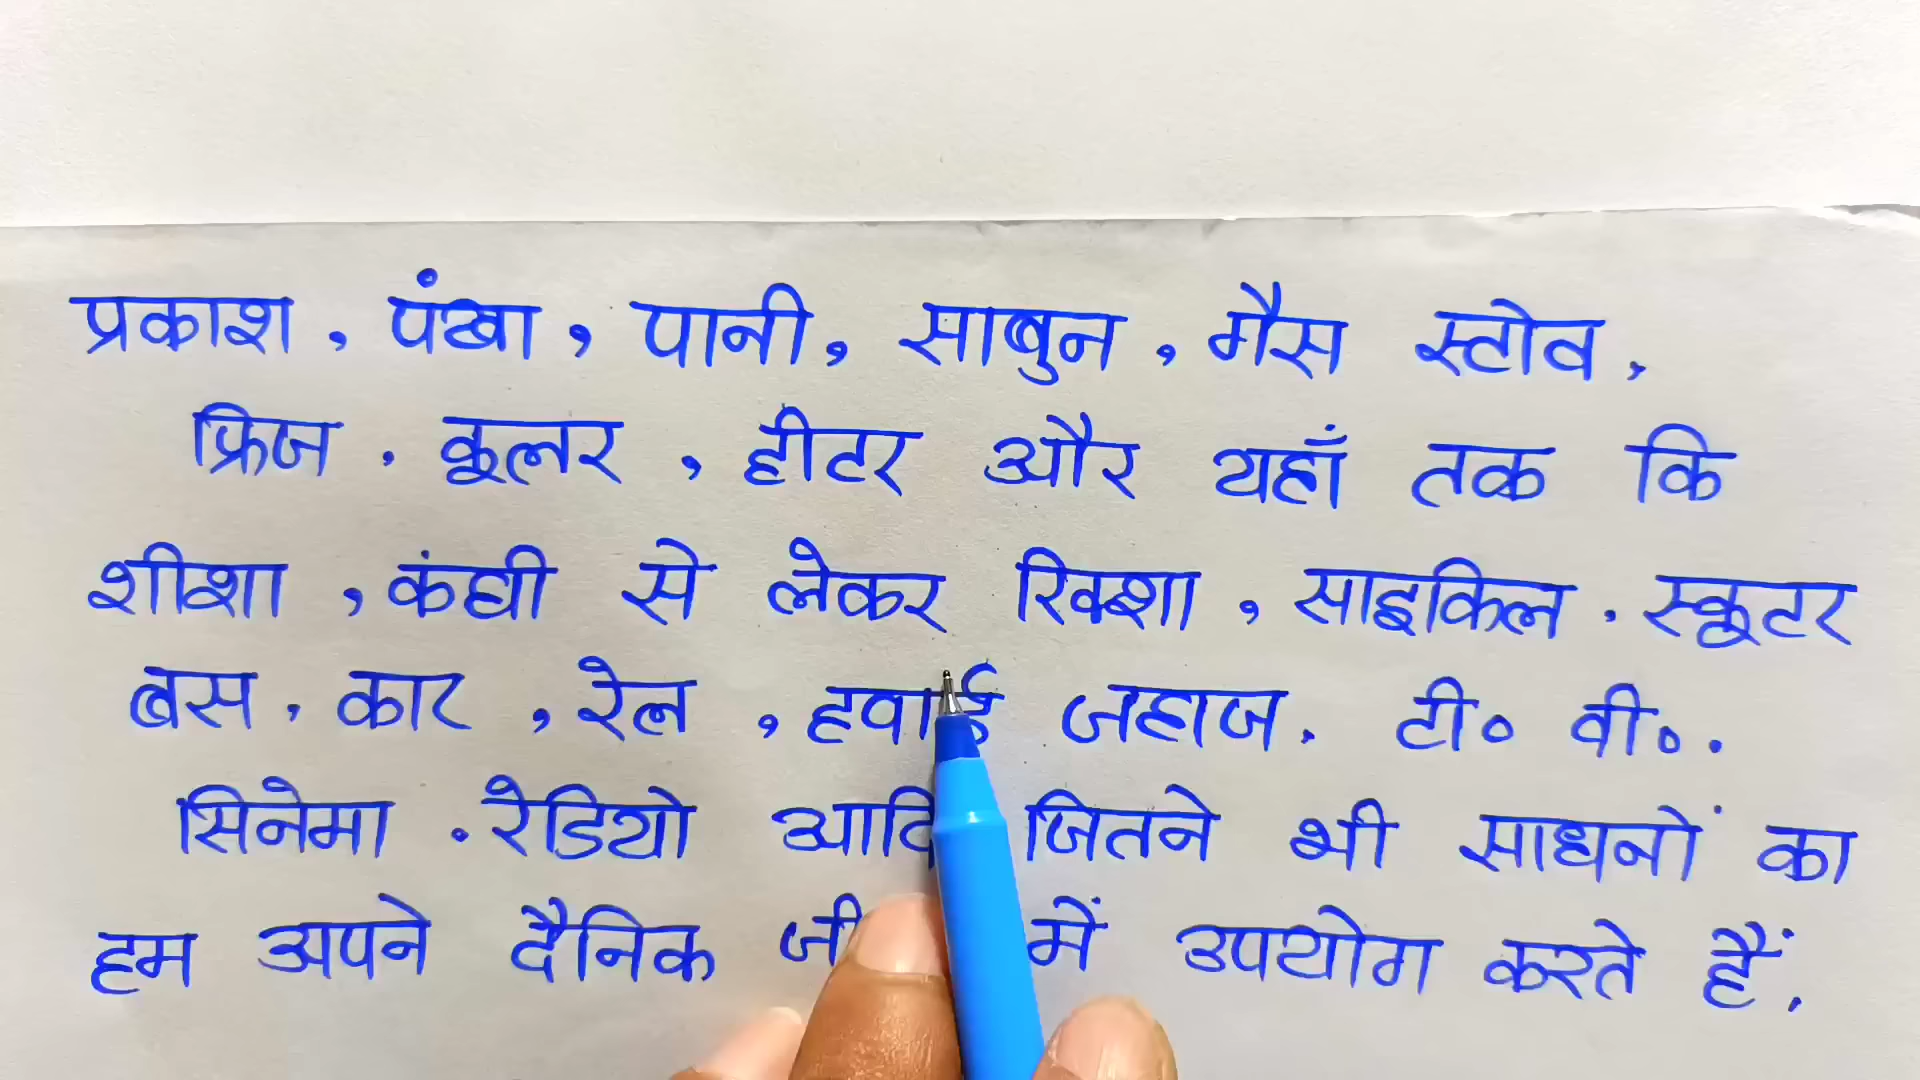 प्रकाश, पंखा, पानी, साबुन, गैस स्टोव,
फ्रिज, कूलर, हीटर और यहाँ तक कि
शीशा, कंघी से लेकर रिक्शा, साइकिल, स्कूटर
बस, कार, रेल, हवाई जहाज, टी० वी०,
सिनेमा, रेडियो आदि जितने भी साधनों का
हम अपने दैनिक में उपयोग करते हैं,